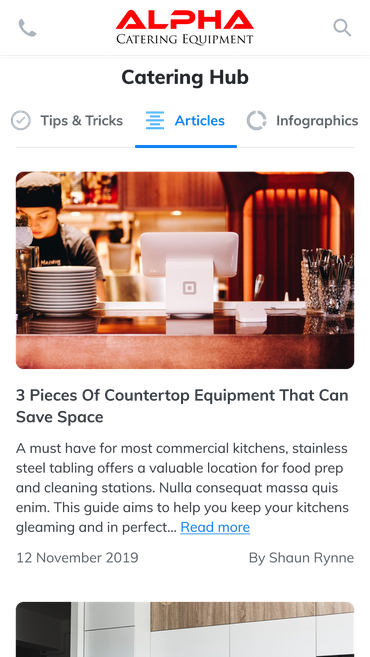 ALPHA
CATERING EQUIPMENT
Catering Hub
Tips & Tricks
Articles
Infographics
3 Pieces Of Countertop Equipment That Can
Save Space
A must have for most commercial kitchens, stainless
steel tabling offers a valuable location for food prep
and cleaning stations. Nulla consequat massa quis
enim. This guide aims to help you keep your kitchens
gleaming and in perfect... Read more
12 November 2019
By Shaun Rynne